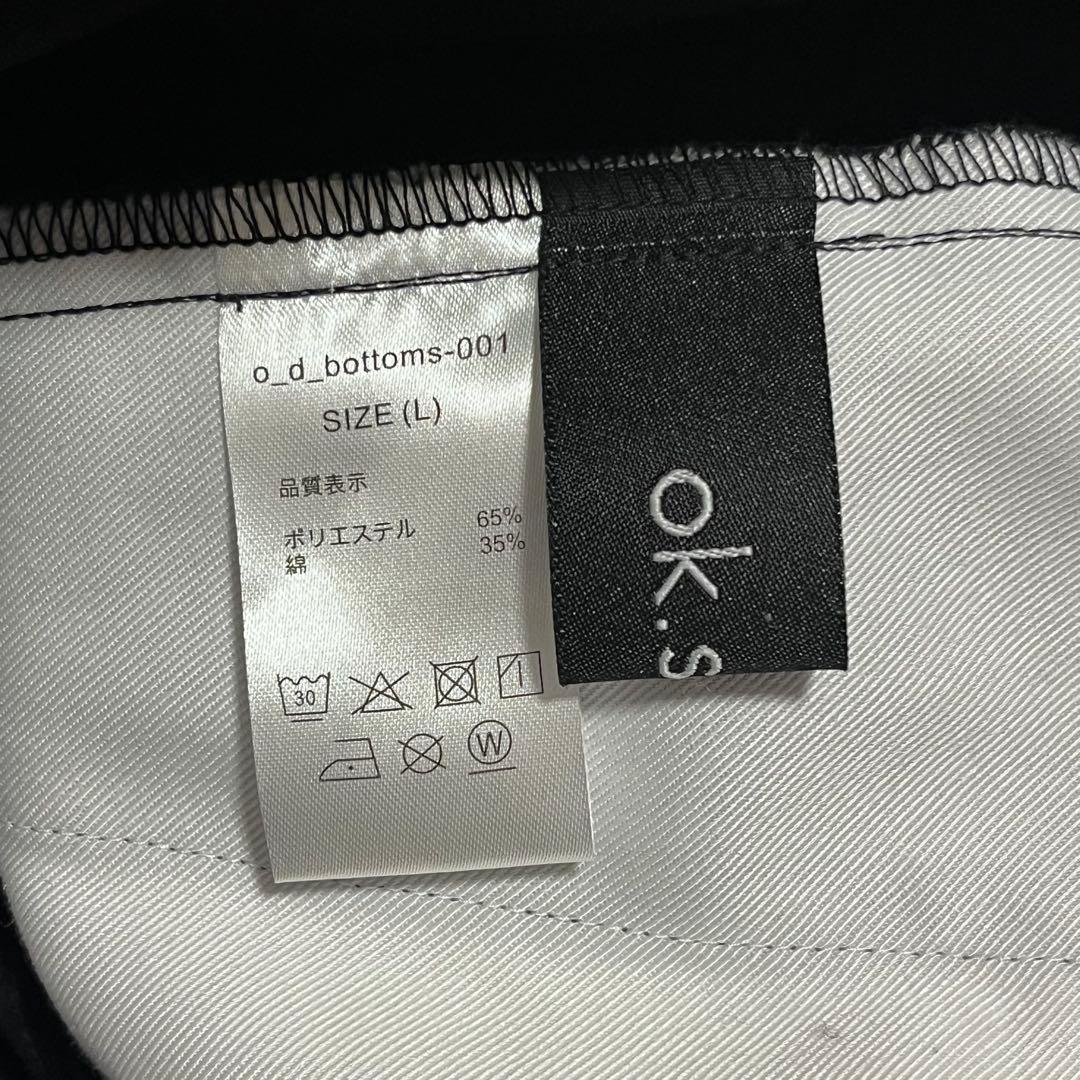 o_d_bottoms-001
SIZE (L)
品質表示
ポリエステル 65%
綿 35%
30
W
ok.s